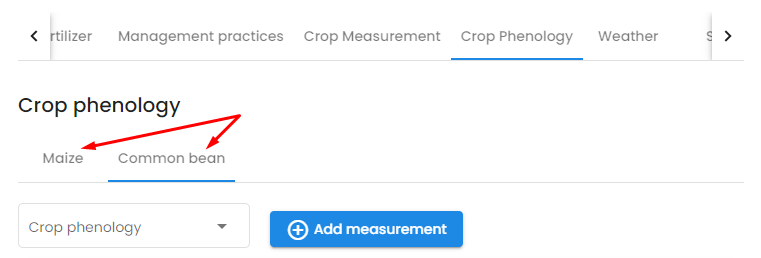 rtilizer Management practices Crop Measurement Crop Phenology Weather S
Crop phenology
Maize Common bean
Crop phenology Add measurement